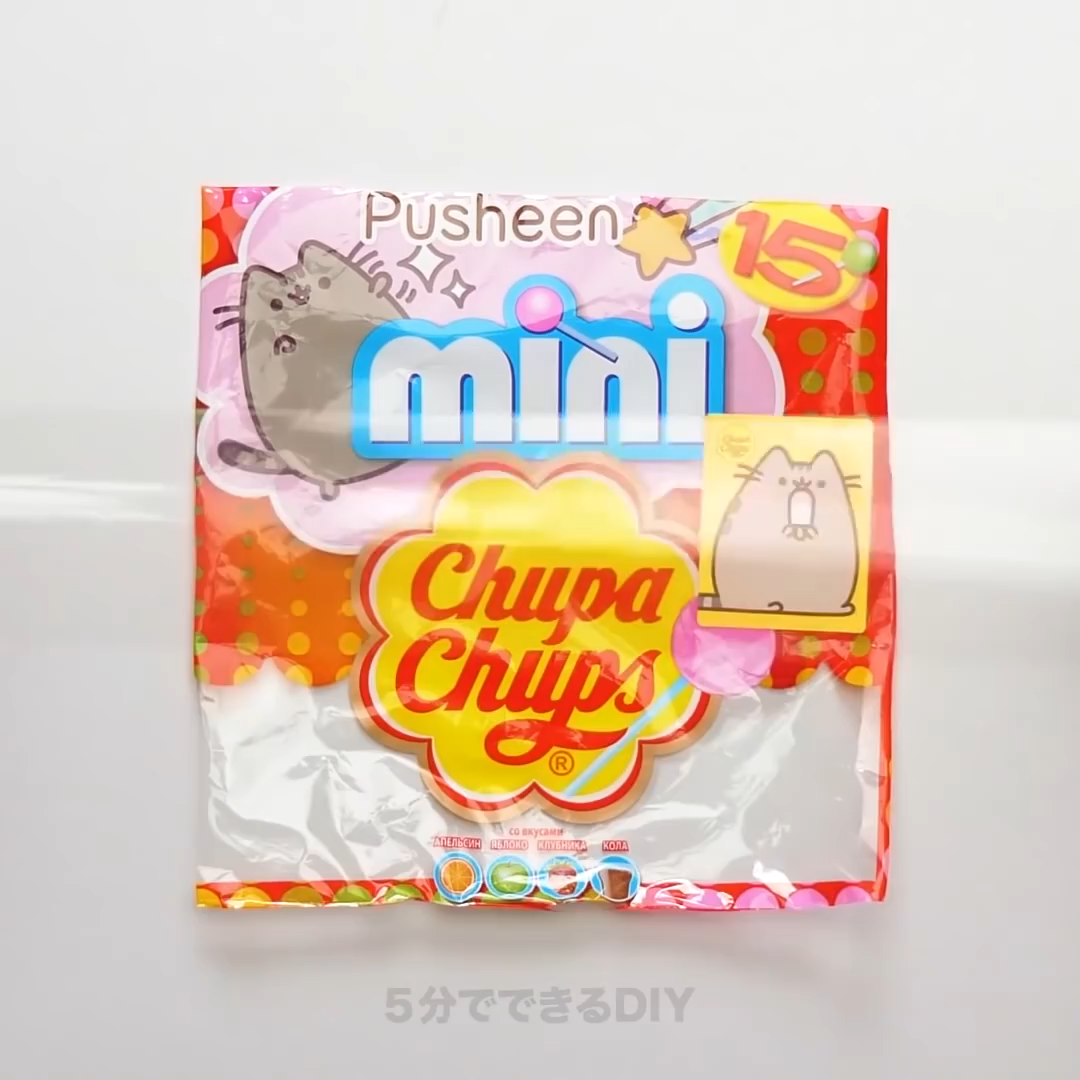 Pusheen
15
mini
Chupa
Chups
®
со вкусами
АПЕЛЬСИН ЯБЛОКО КЛУБНИКА КОЛА
5分でできるDIY